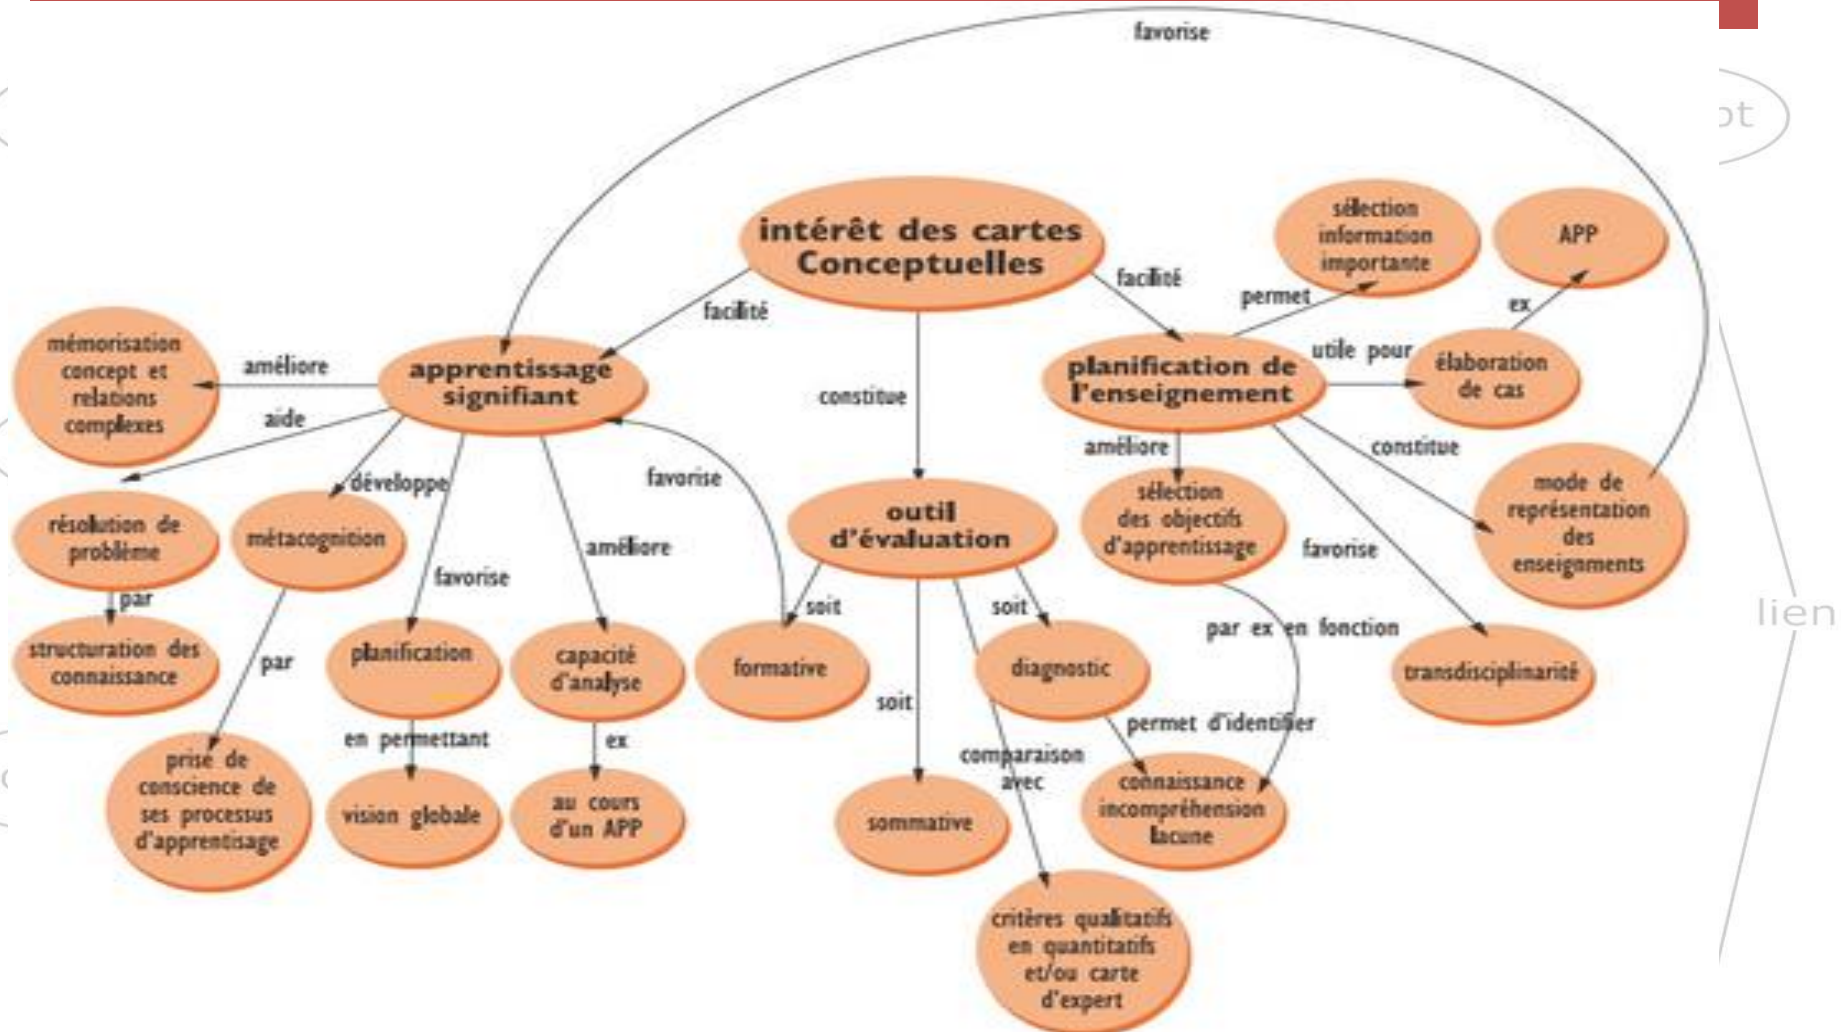 favorise
intérêt des cartes
Conceptuelles
sélection
information
importante
APP
facilité
facilité
permet
ex
mémorisation
concept et
relations
complexes
améliore
apprentissage
signifiant
planification de
l'enseignement
utile pour
élaboration
de cas
aide
constitue
améliore
constitue
développe
favorise
outil
d'évaluation
sélection
des objectifs
d'apprentissage
mode de
représentation
des
enseignments
résolution de
problème
métacognition
améliore
favorise
favorise
par
soit
soit
par ex en fonction
lien
structuration des
connaissance
par
planification
capacité
d'analyse
formative
diagnostic
transdisciplinarité
soit
permet d'identifier
en permettant
ex
comparaison
avec
prise de
conscience de
ses processus
d'apprentisage
vision globale
au cours
d'un APP
sommative
connaissance
incompréhension
lacune
critères qualitatifs
en quantitatifs
et/ou carte
d'expert